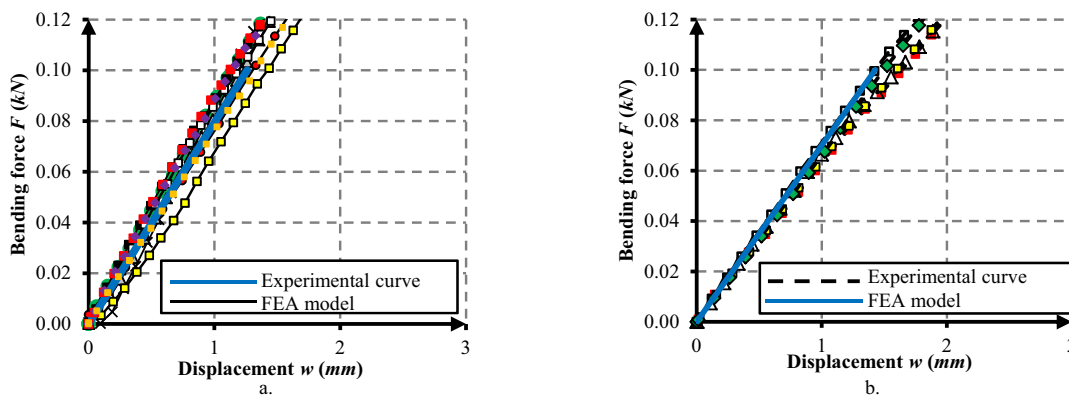 0.12
0.10
0.08
0.06
0.04
0.02
0.00
Bending force F (kN)
0 1 2 3
Displacement w (mm)
Experimental curve
FEA model
a.
0.12
0.10
0.08
0.06
0.04
0.02
0.00
Bending force F (kN)
0 1 2 3
Displacement w (mm)
Experimental curve
FEA model
b.